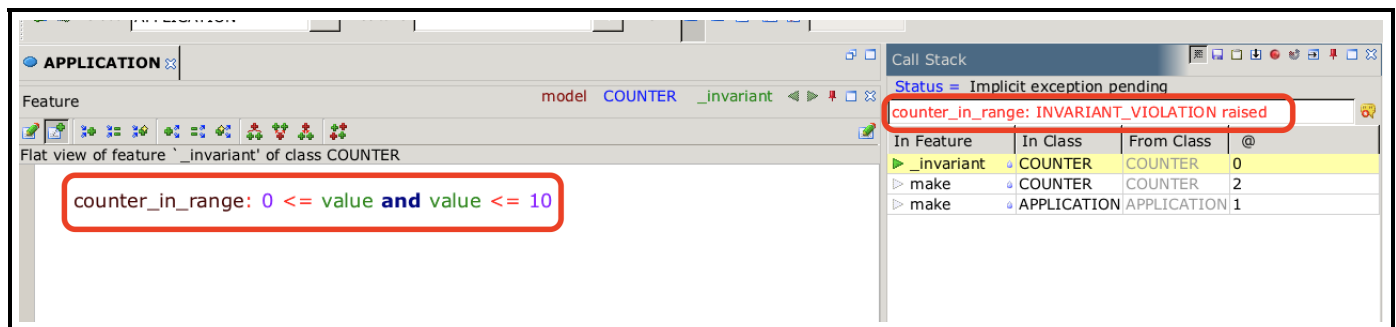 APPLICATION
Call Stack
Status = Implicit exception pending
Feature
model COUNTER _invariant
counter_in_range: INVARIANT_VIOLATION raised
In Feature In Class From Class @
Flat view of feature `_invariant' of class COUNTER
_invariant COUNTER COUNTER 0
make COUNTER COUNTER 2
make APPLICATION APPLICATION 1
counter_in_range: 0 <= value and value <= 10